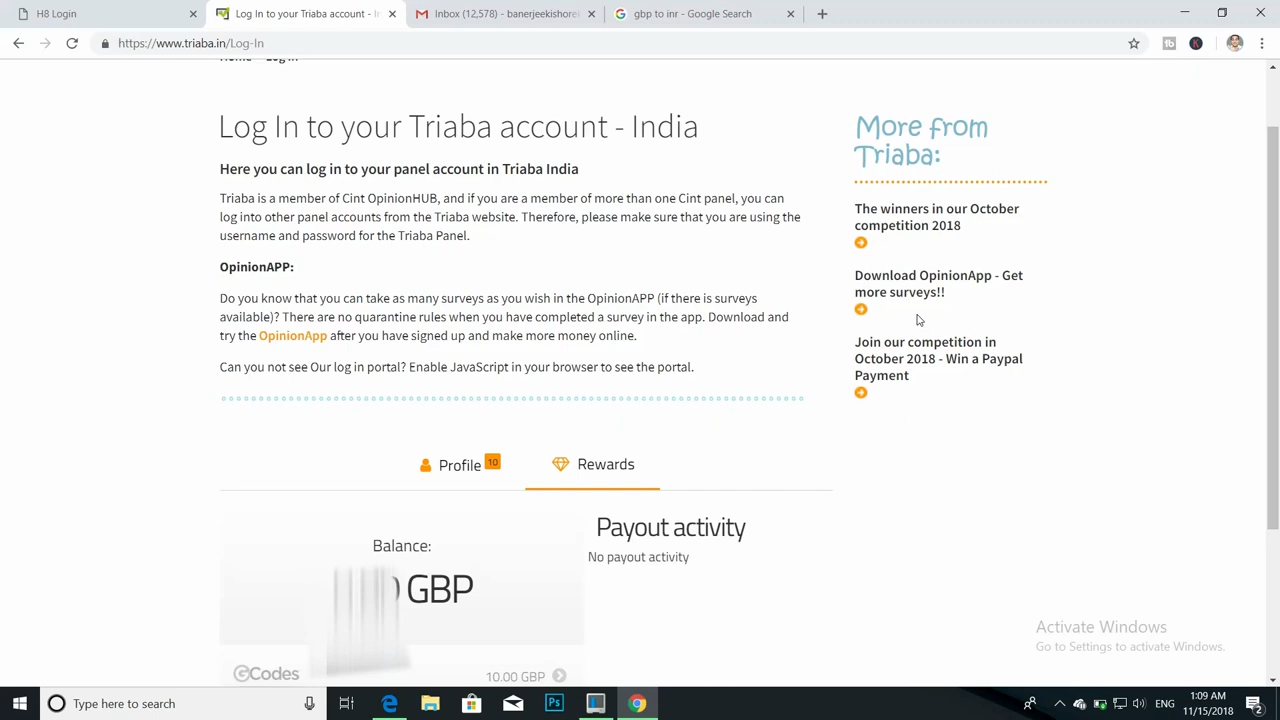 H8 Login
Log In to your Triaba account - In
Inbox (12,578) - banerjeekishore
gbp to inr - Google Search
https://www.triaba.in/Log-In
Log In to your Triaba account - India
Here you can log in to your panel account in Triaba India
Triaba is a member of Cint OpinionHUB, and if you are a member of more than one Cint panel, you can
log into other panel accounts from the Triaba website. Therefore, please make sure that you are using the
username and password for the Triaba Panel.
OpinionAPP:
Do you know that you can take as many surveys as you wish in the OpinionAPP (if there is surveys
available)? There are no quarantine rules when you have completed a survey in the app. Download and
try the OpinionApp after you have signed up and make more money online.
Can you not see Our log in portal? Enable JavaScript in your browser to see the portal.
More from
Triaba:
The winners in our October
competition 2018
Download OpinionApp - Get
more surveys!!
Join our competition in
October 2018 - Win a Paypal
Payment
Profile 10
Rewards
Balance:
GBP
GCodes
10.00 GBP
Payout activity
No payout activity
Activate Windows
Go to Settings to activate Windows.
Type here to search
Ps
ENG
1:09 AM
11/15/2018
2